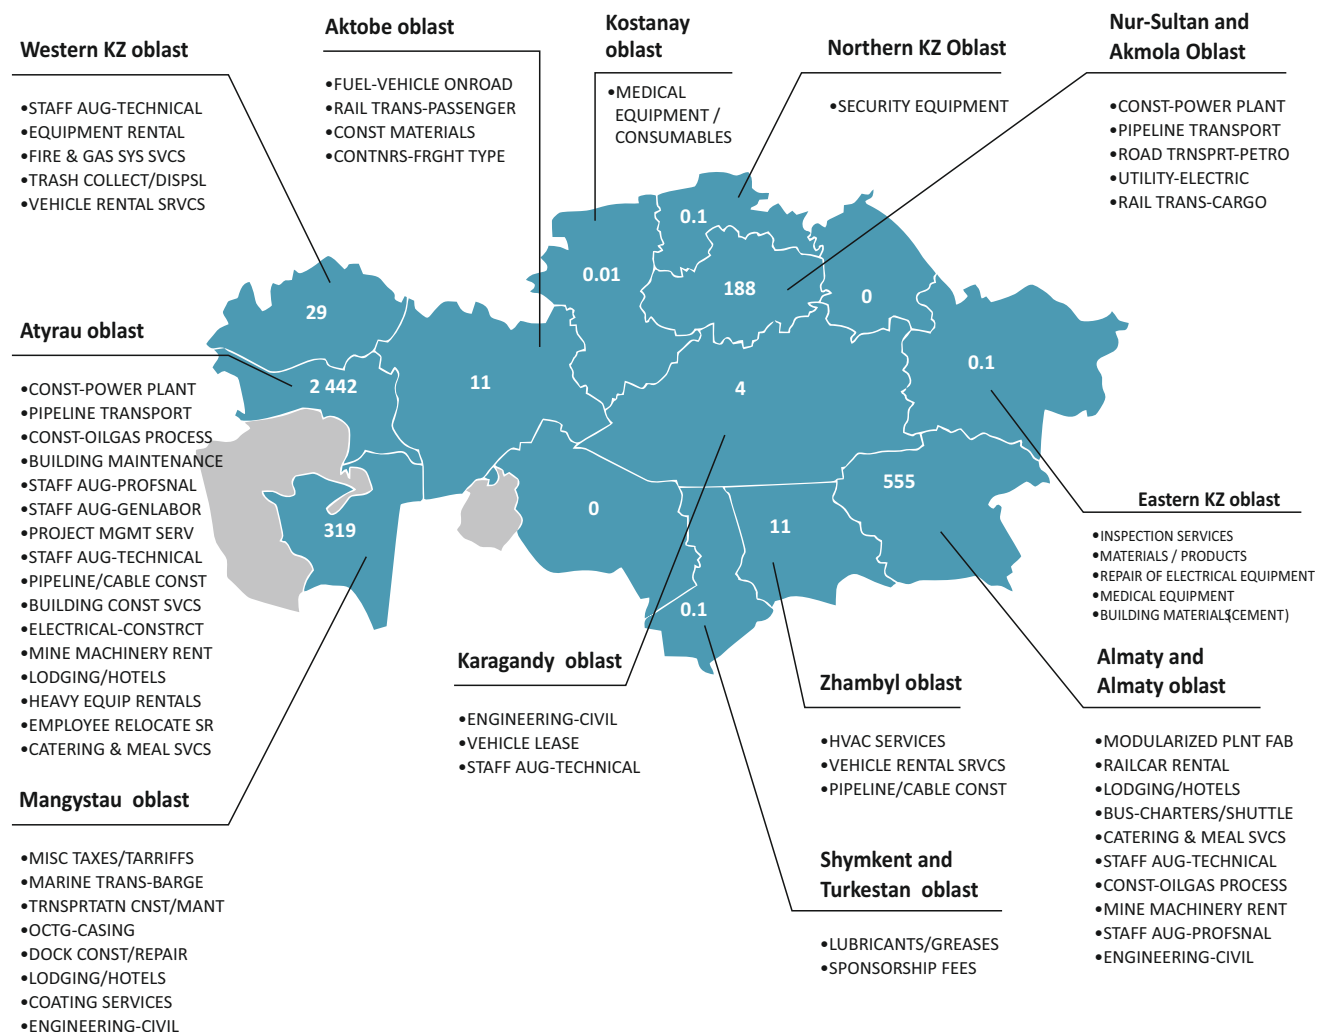 Western KZ oblast
•STAFF AUG-TECHNICAL
•EQUIPMENT RENTAL
•FIRE & GAS SYS SVCS
•TRASH COLLECT/DISPSL
•VEHICLE RENTAL SRVCS
Aktobe oblast
•FUEL-VEHICLE ONROAD
•RAIL TRANS-PASSENGER
•CONST MATERIALS
•CONTNRS-FRGHT TYPE
Kostanay
oblast
•MEDICAL
EQUIPMENT /
CONSUMABLES
Northern KZ Oblast
•SECURITY EQUIPMENT
Nur-Sultan and
Akmola Oblast
•CONST-POWER PLANT
•PIPELINE TRANSPORT
•ROAD TRNSPRT-PETRO
•UTILITY-ELECTRIC
•RAIL TRANS-CARGO
0.1
0.01
188
0
29
2 442
11
4
0.1
555
319
0
11
0.1
Atyrau oblast
•CONST-POWER PLANT
•PIPELINE TRANSPORT
•CONST-OILGAS PROCESS
•BUILDING MAINTENANCE
•STAFF AUG-PROFSNAL
•STAFF AUG-GENLABOR
•PROJECT MGMT SERV
•STAFF AUG-TECHNICAL
•PIPELINE/CABLE CONST
•BUILDING CONST SVCS
•ELECTRICAL-CONSTRCT
•MINE MACHINERY RENT
•LODGING/HOTELS
•HEAVY EQUIP RENTALS
•EMPLOYEE RELOCATE SR
•CATERING & MEAL SVCS
Mangystau oblast
•MISC TAXES/TARRIFFS
•MARINE TRANS-BARGE
•TRNSPRTATN CNST/MANT
•OCTG-CASING
•DOCK CONST/REPAIR
•LODGING/HOTELS
•COATING SERVICES
•ENGINEERING-CIVIL
Karagandy oblast
•ENGINEERING-CIVIL
•VEHICLE LEASE
•STAFF AUG-TECHNICAL
Zhambyl oblast
•HVAC SERVICES
•VEHICLE RENTAL SRVCS
•PIPELINE/CABLE CONST
Shymkent and
Turkestan oblast
•LUBRICANTS/GREASES
•SPONSORSHIP FEES
Eastern KZ oblast
•INSPECTION SERVICES
•MATERIALS / PRODUCTS
•REPAIR OF ELECTRICAL EQUIPMENT
•MEDICAL EQUIPMENT
•BUILDING MATERIALS(CEMENT)
Almaty and
Almaty oblast
•MODULARIZED PLNT FAB
•RAILCAR RENTAL
•LODGING/HOTELS
•BUS-CHARTERS/SHUTTLE
•CATERING & MEAL SVCS
•STAFF AUG-TECHNICAL
•CONST-OILGAS PROCESS
•MINE MACHINERY RENT
•STAFF AUG-PROFSNAL
•ENGINEERING-CIVIL